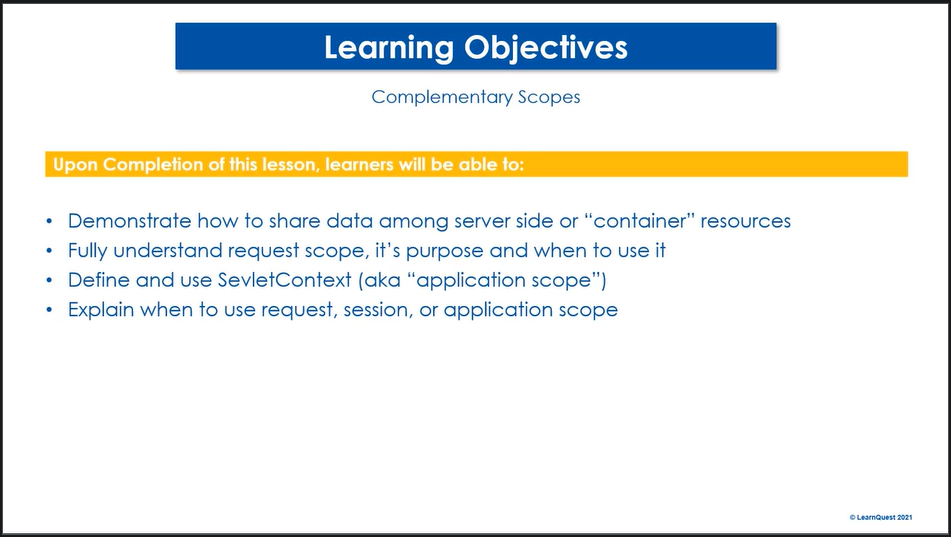 Learning Objectives
Complementary Scopes
Upon Completion of this lesson, learners will be able to:
• Demonstrate how to share data among server side or “container” resources
• Fully understand request scope, it’s purpose and when to use it
• Define and use SevletContext (aka “application scope”)
• Explain when to use request, session, or application scope
© LearnQuest 2021